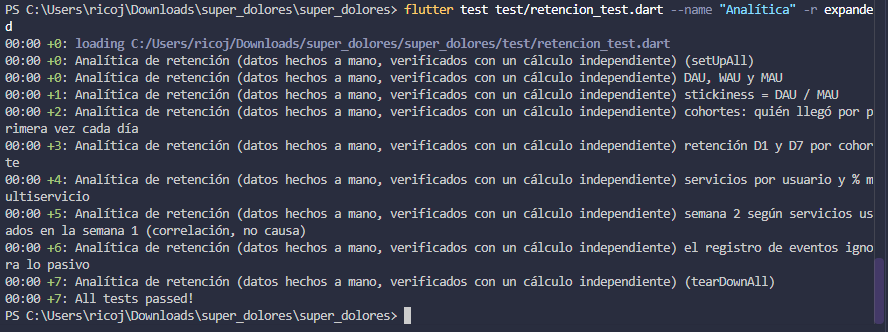 PS C:\Users\ricoj\Downloads\super_dolores\super_dolores> flutter test test/retencion_test.dart --name "Analítica" -r expande
d
00:00 +0: loading C:/Users/ricoj/Downloads/super_dolores/super_dolores/test/retencion_test.dart
00:00 +0: Analítica de retención (datos hechos a mano, verificados con un cálculo independiente) (setUpAll)
00:00 +0: Analítica de retención (datos hechos a mano, verificados con un cálculo independiente) DAU, WAU y MAU
00:00 +1: Analítica de retención (datos hechos a mano, verificados con un cálculo independiente) stickiness = DAU / MAU
00:00 +2: Analítica de retención (datos hechos a mano, verificados con un cálculo independiente) cohortes: quién llegó por p
rimera vez cada día
00:00 +3: Analítica de retención (datos hechos a mano, verificados con un cálculo independiente) retención D1 y D7 por cohor
te
00:00 +4: Analítica de retención (datos hechos a mano, verificados con un cálculo independiente) servicios por usuario y % m
ultiservicio
00:00 +5: Analítica de retención (datos hechos a mano, verificados con un cálculo independiente) semana 2 según servicios us
ados en la semana 1 (correlación, no causa)
00:00 +6: Analítica de retención (datos hechos a mano, verificados con un cálculo independiente) el registro de eventos igno
ra lo pasivo
00:00 +7: Analítica de retención (datos hechos a mano, verificados con un cálculo independiente) (tearDownAll)
00:00 +7: All tests passed!
PS C:\Users\ricoj\Downloads\super_dolores\super_dolores>